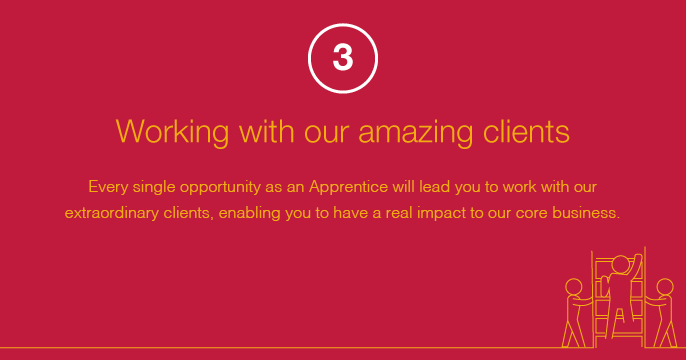 3
Working with our amazing clients
Every single opportunity as an Apprentice will lead you to work with our
extraordinary clients, enabling you to have a real impact to our core business.